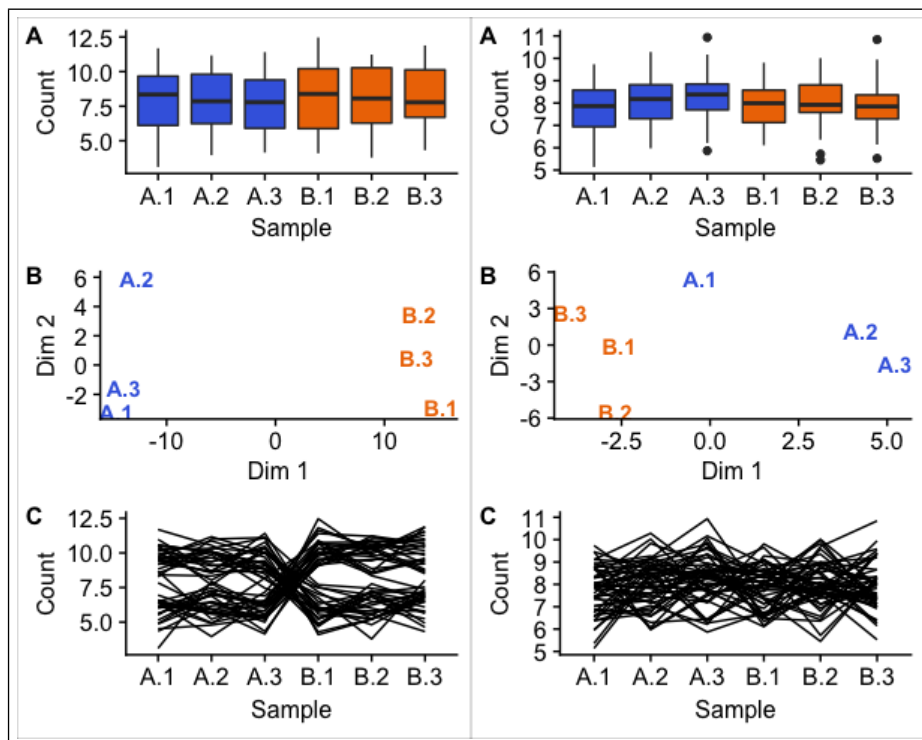 A
12.5
10.0
7.5
5.0
Count
A.1 A.2 A.3 B.1 B.2 B.3
Sample
B
6
4
2
0
-2
Dim 2
A.2
B.2
B.3
A.3
A.1
B.1
-10 0 10
Dim 1
C
12.5
10.0
7.5
5.0
Count
A.1 A.2 A.3 B.1 B.2 B.3
Sample
A
11
10
9
8
7
6
5
Count
A.1 A.2 A.3 B.1 B.2 B.3
Sample
B
6
3
0
-3
-6
Dim 2
A.1
B.3
A.2
B.1
A.3
B.2
-2.5 0.0 2.5 5.0
Dim 1
C
11
10
9
8
7
6
5
Count
A.1 A.2 A.3 B.1 B.2 B.3
Sample